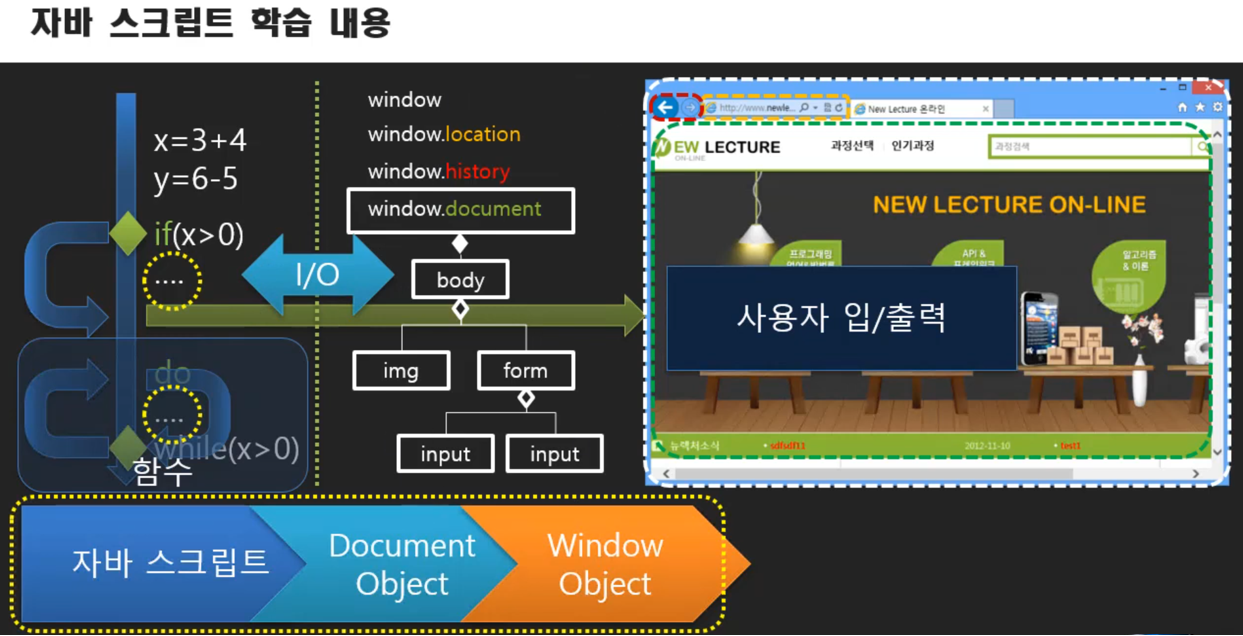 자바 스크립트 학습 내용
x=3+4
y=6-5
if(x>0)
....
do
....
while(x>0)
함수
I/O
window
window.location
window.history
window.document
body
img
form
input
input
http://www.newle...
New Lecture 온라인
NEW LECTURE
ON-LINE
과정선택
인기과정
과정검색
NEW LECTURE ON-LINE
프로그래밍
API &
알고리즘
& 이론
사용자 입/출력
뉴렉처소식
sdfsdf11
2012-11-10
test1
자바 스크립트
Document
Object
Window
Object